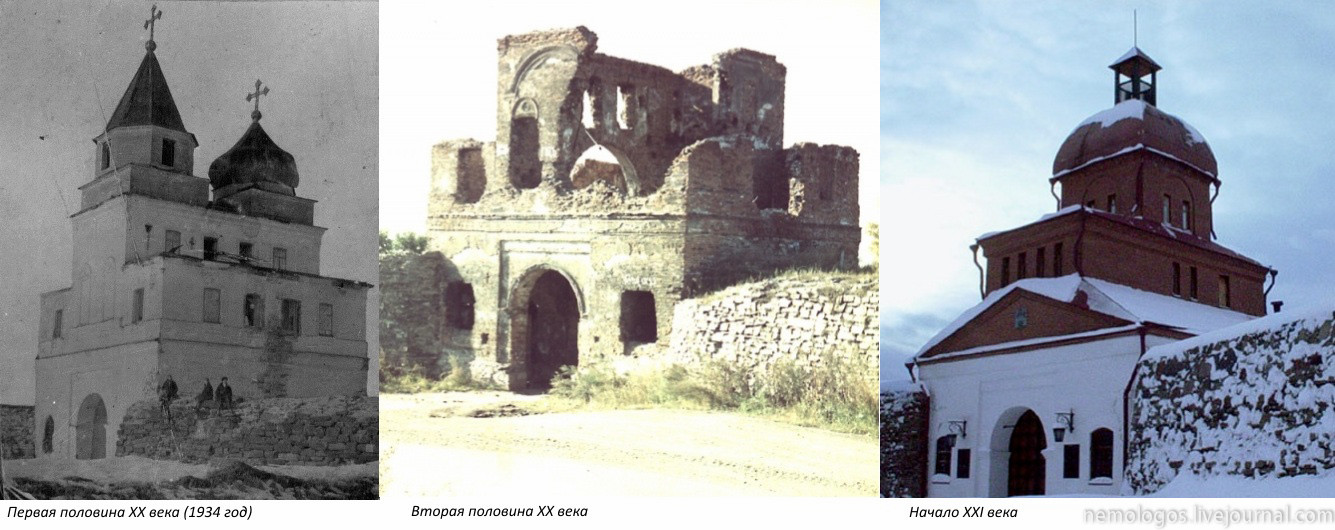 Первая половина XX века (1934 год)
Вторая половина XX века
Начало XXI века
nemologos.livejournal.com